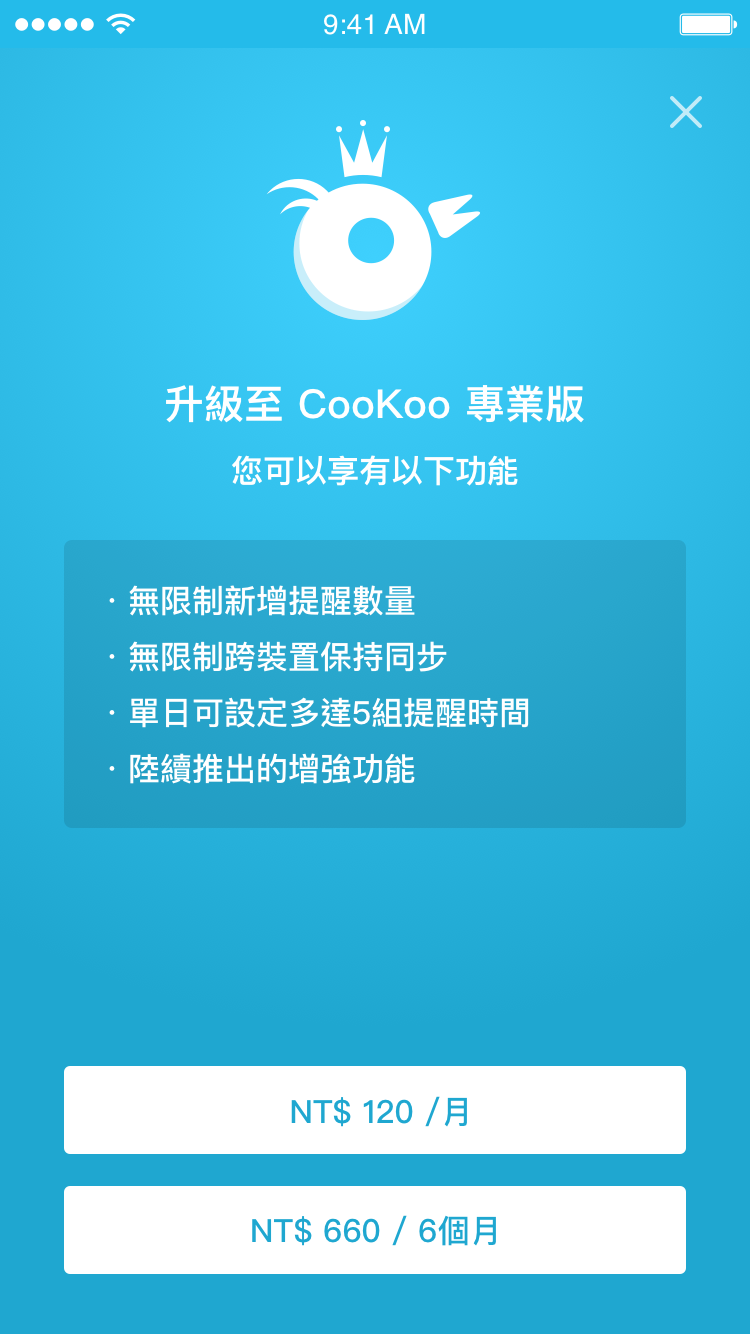 9:41 AM
升級至 CooKoo 專業版
您可以享有以下功能
· 無限制新增提醒數量
· 無限制跨裝置保持同步
· 單日可設定多達5組提醒時間
· 陸續推出的增強功能
NT$ 120 /月
NT$ 660 / 6個月